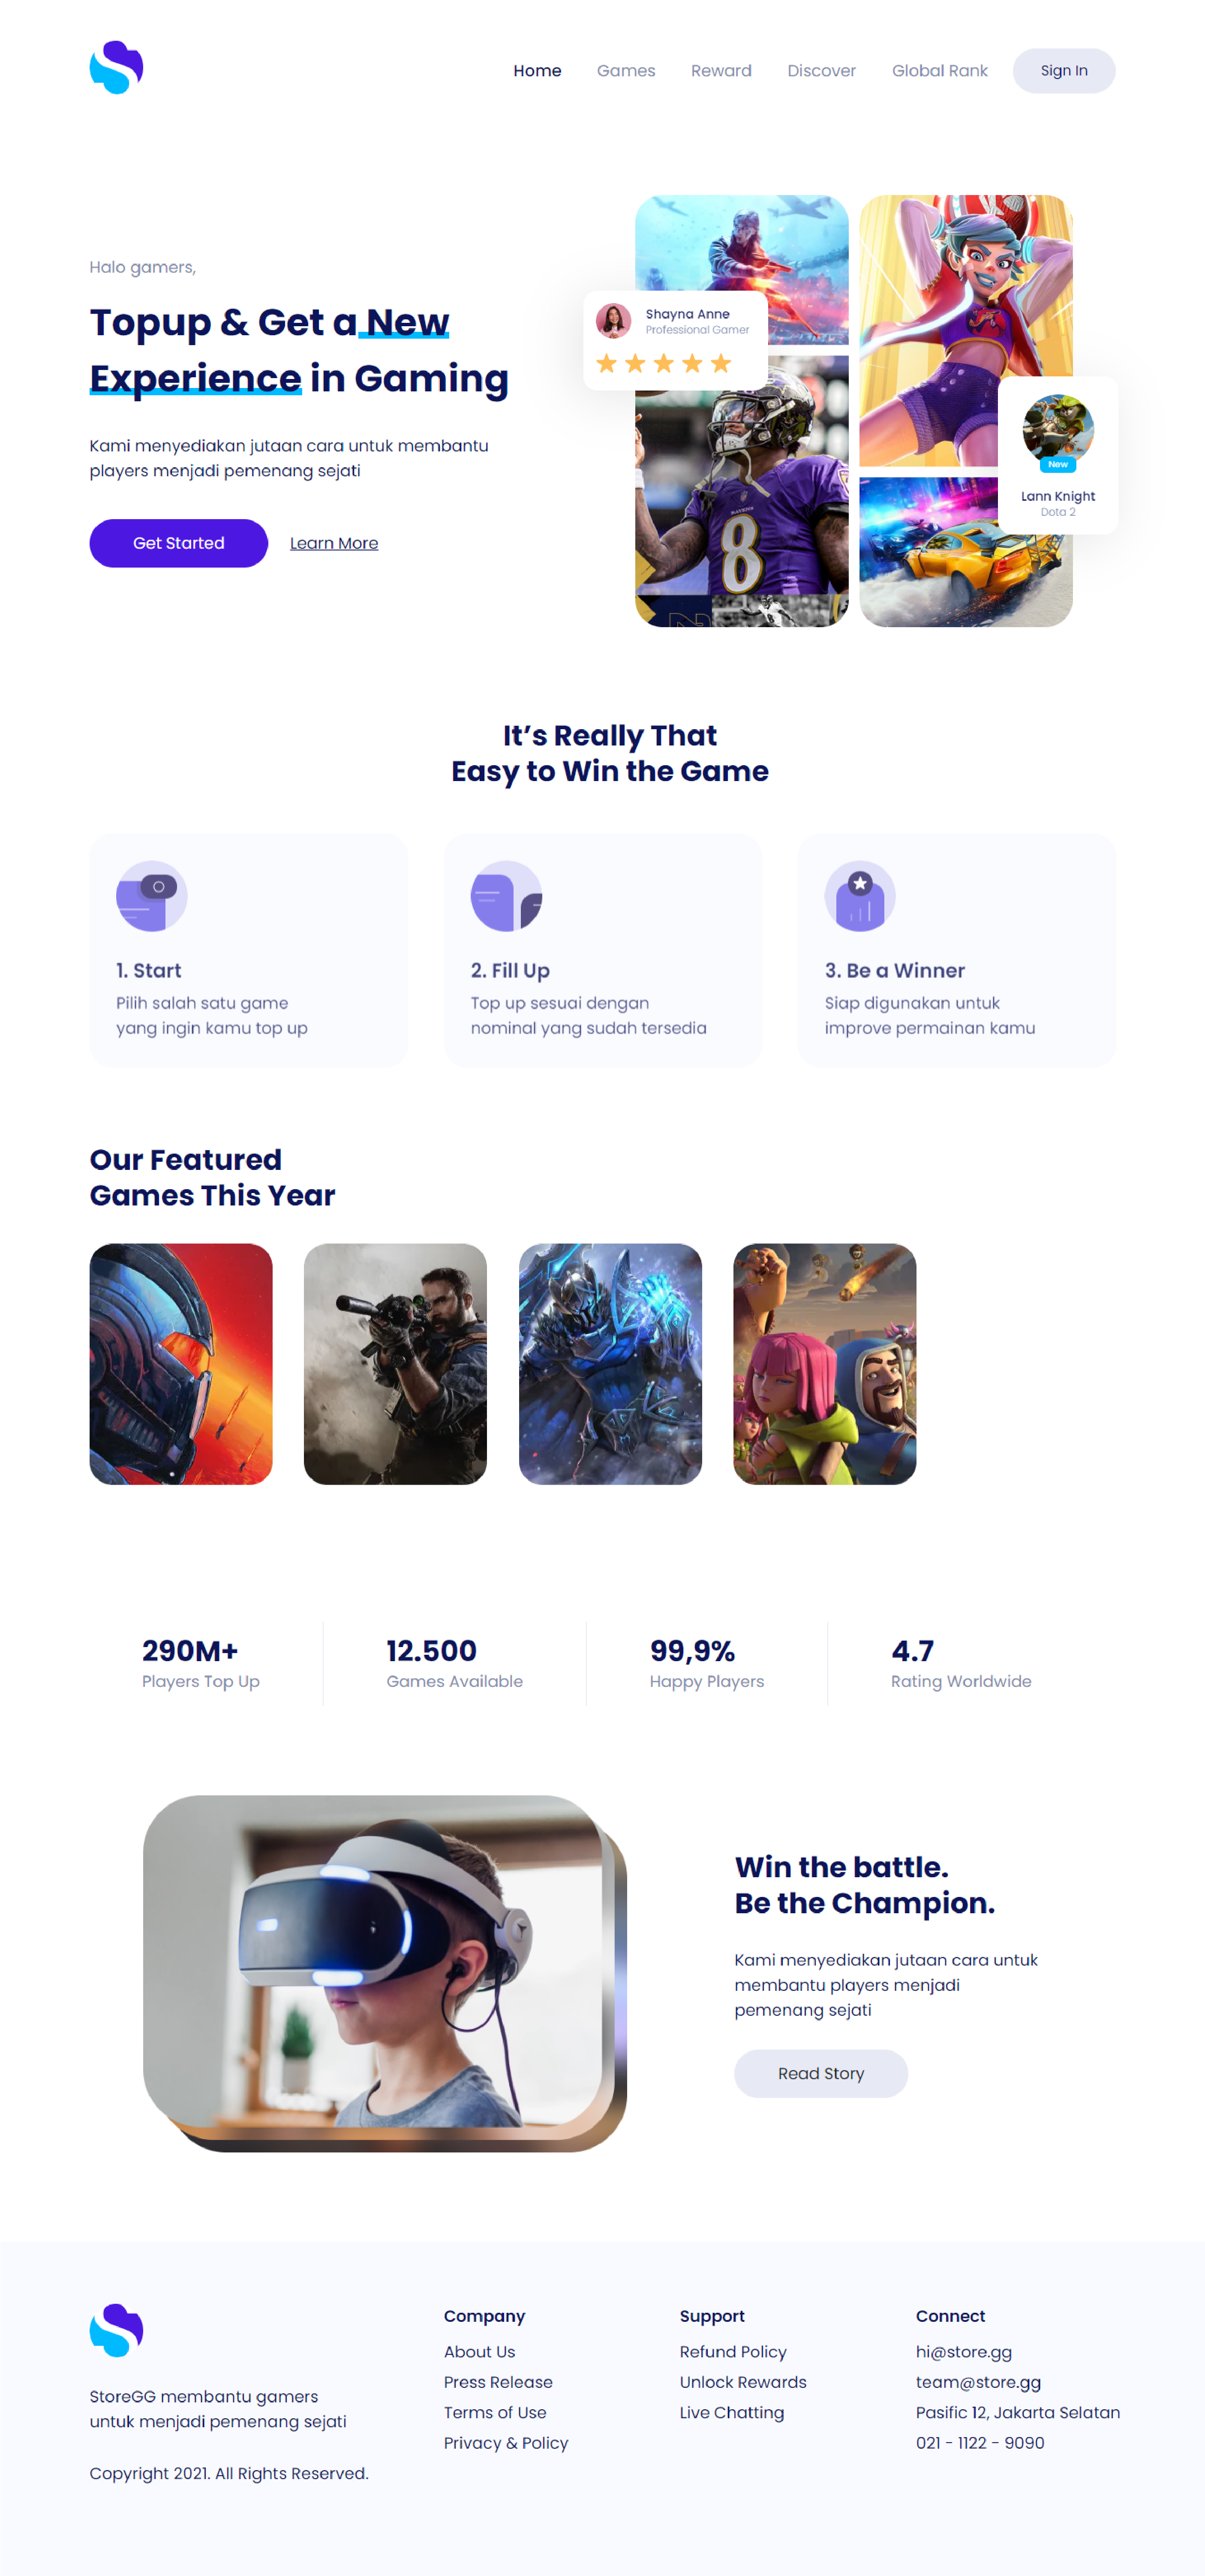 Home Games Reward Discover Global Rank Sign In
Halo gamers,
Topup & Get a New
Experience in Gaming
Kami menyediakan jutaan cara untuk membantu
players menjadi pemenang sejati
Get Started Learn More
Shayna Anne
Professional Gamer
RAVENS
8
New
Lann Knight
Dota 2
It’s Really That
Easy to Win the Game
1. Start
Pilih salah satu game
yang ingin kamu top up
2. Fill Up
Top up sesuai dengan
nominal yang sudah tersedia
3. Be a Winner
Siap digunakan untuk
improve permainan kamu
Our Featured
Games This Year
290M+
Players Top Up
12.500
Games Available
99,9%
Happy Players
4.7
Rating Worldwide
Win the battle.
Be the Champion.
Kami menyediakan jutaan cara untuk
membantu players menjadi
pemenang sejati
Read Story
StoreGG membantu gamers
untuk menjadi pemenang sejati
Copyright 2021. All Rights Reserved.
Company
About Us
Press Release
Terms of Use
Privacy & Policy
Support
Refund Policy
Unlock Rewards
Live Chatting
Connect
hi@store.gg
team@store.gg
Pasific 12, Jakarta Selatan
021 - 1122 - 9090